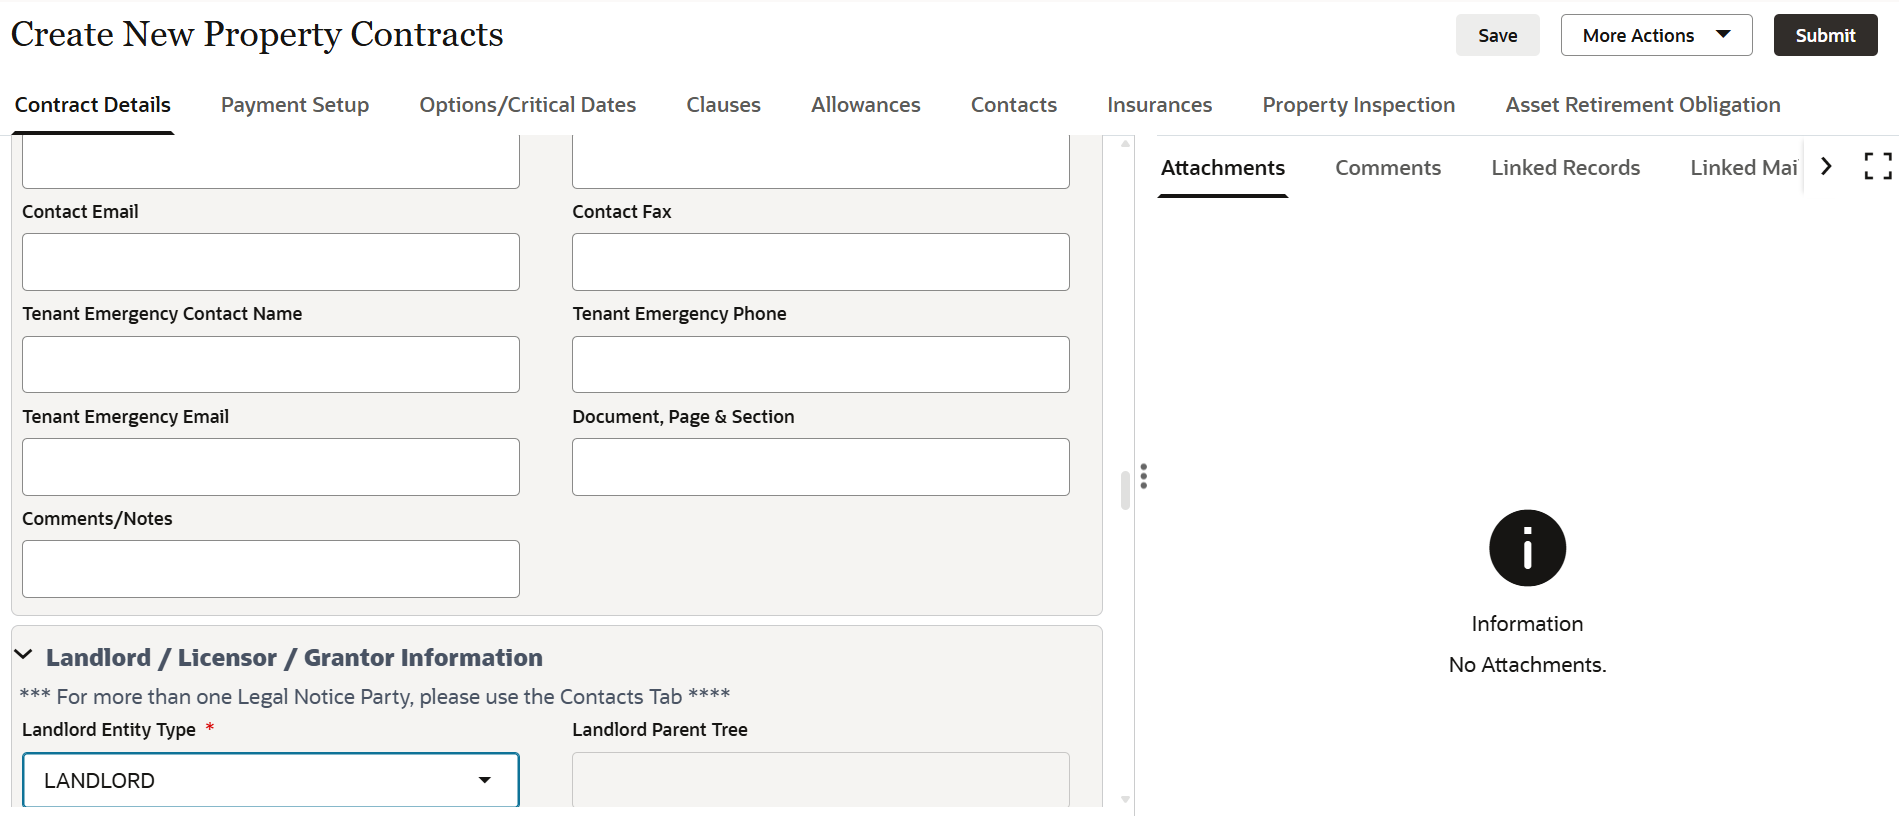 Create New Property Contracts
Save
More Actions
Submit
Contract Details
Payment Setup
Options/Critical Dates
Clauses
Allowances
Contacts
Insurances
Property Inspection
Asset Retirement Obligation
Contact Email
Contact Fax
Tenant Emergency Contact Name
Tenant Emergency Phone
Tenant Emergency Email
Document, Page & Section
Comments/Notes
Landlord / Licensor / Grantor Information
*** For more than one Legal Notice Party, please use the Contacts Tab ****
Landlord Entity Type *
Landlord Parent Tree
LANDLORD
Attachments
Comments
Linked Records
Linked Mai
Information
No Attachments.